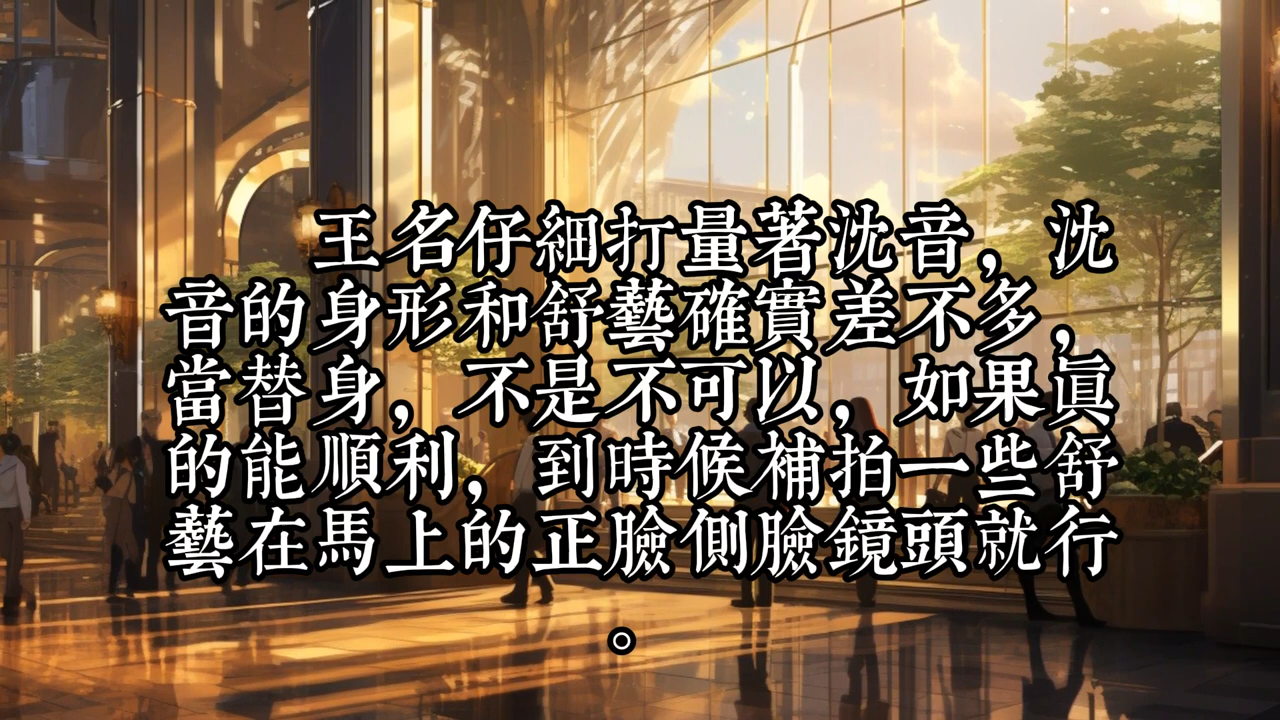 王名仔細打量著沈音，沈
音的身形和舒藝確實差不多，
當替身，不是不可以，如果真
的能順利，到時候補拍一些舒
藝在馬上的正臉側臉鏡頭就行
。